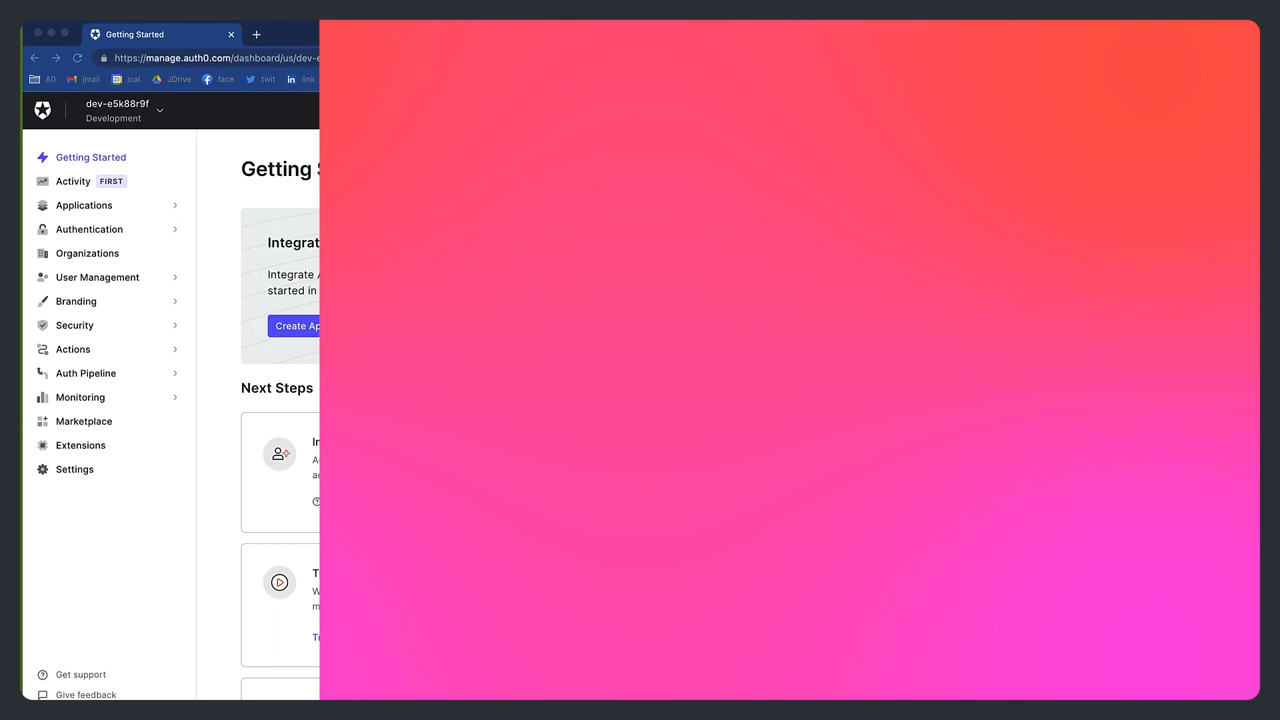 Getting Started
https://manage.auth0.com/dashboard/us/dev-e
A0 jmail jcal JDrive face twit link
dev-e5k88r9f
Development
Getting Started
Activity FIRST
Applications
Authentication
Organizations
User Management
Branding
Security
Actions
Auth Pipeline
Monitoring
Marketplace
Extensions
Settings
Get support
Give feedback
Getting
Integrat
Integrate
started in
Create Ap
Next Steps